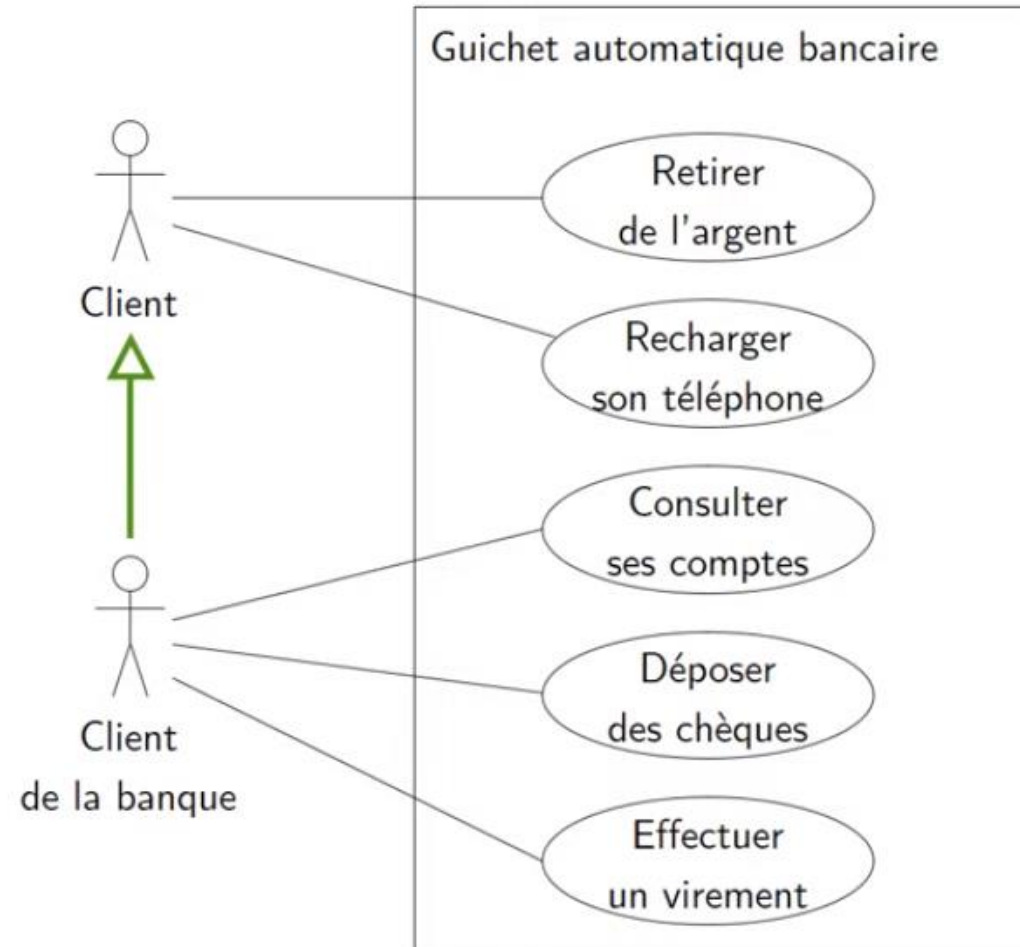 Guichet automatique bancaire
Retirer
de l'argent
Client
Recharger
son téléphone
Consulter
ses comptes
Déposer
des chèques
Client
de la banque
Effectuer
un virement